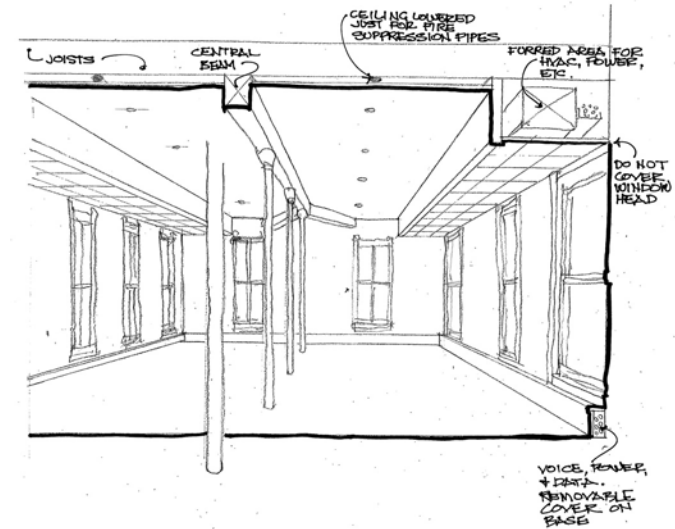 CEILING LOWERED
JUST FOR FIRE
SUPPRESSION PIPES
JOISTS
CENTRAL
BEAM
FURRED AREA FOR
HVAC, POWER,
ETC.
DO NOT
COVER
WINDOW
HEAD
VOICE, POWER,
& DATA.
REMOVABLE
COVER ON
BASE